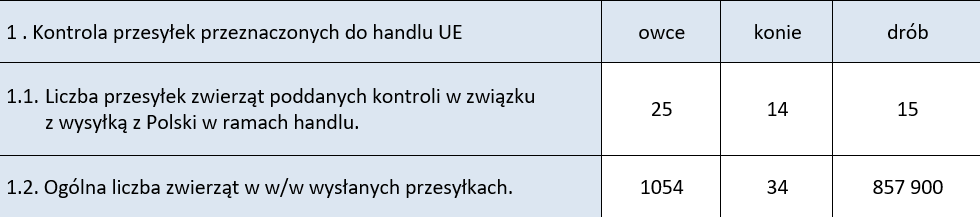 1 . Kontrola przesyłek przeznaczonych do handlu UE owce konie drób
1.1. Liczba przesyłek zwierząt poddanych kontroli w związku
z wysyłką z Polski w ramach handlu. 25 14 15
1.2. Ogólna liczba zwierząt w w/w wysłanych przesyłkach. 1054 34 857 900